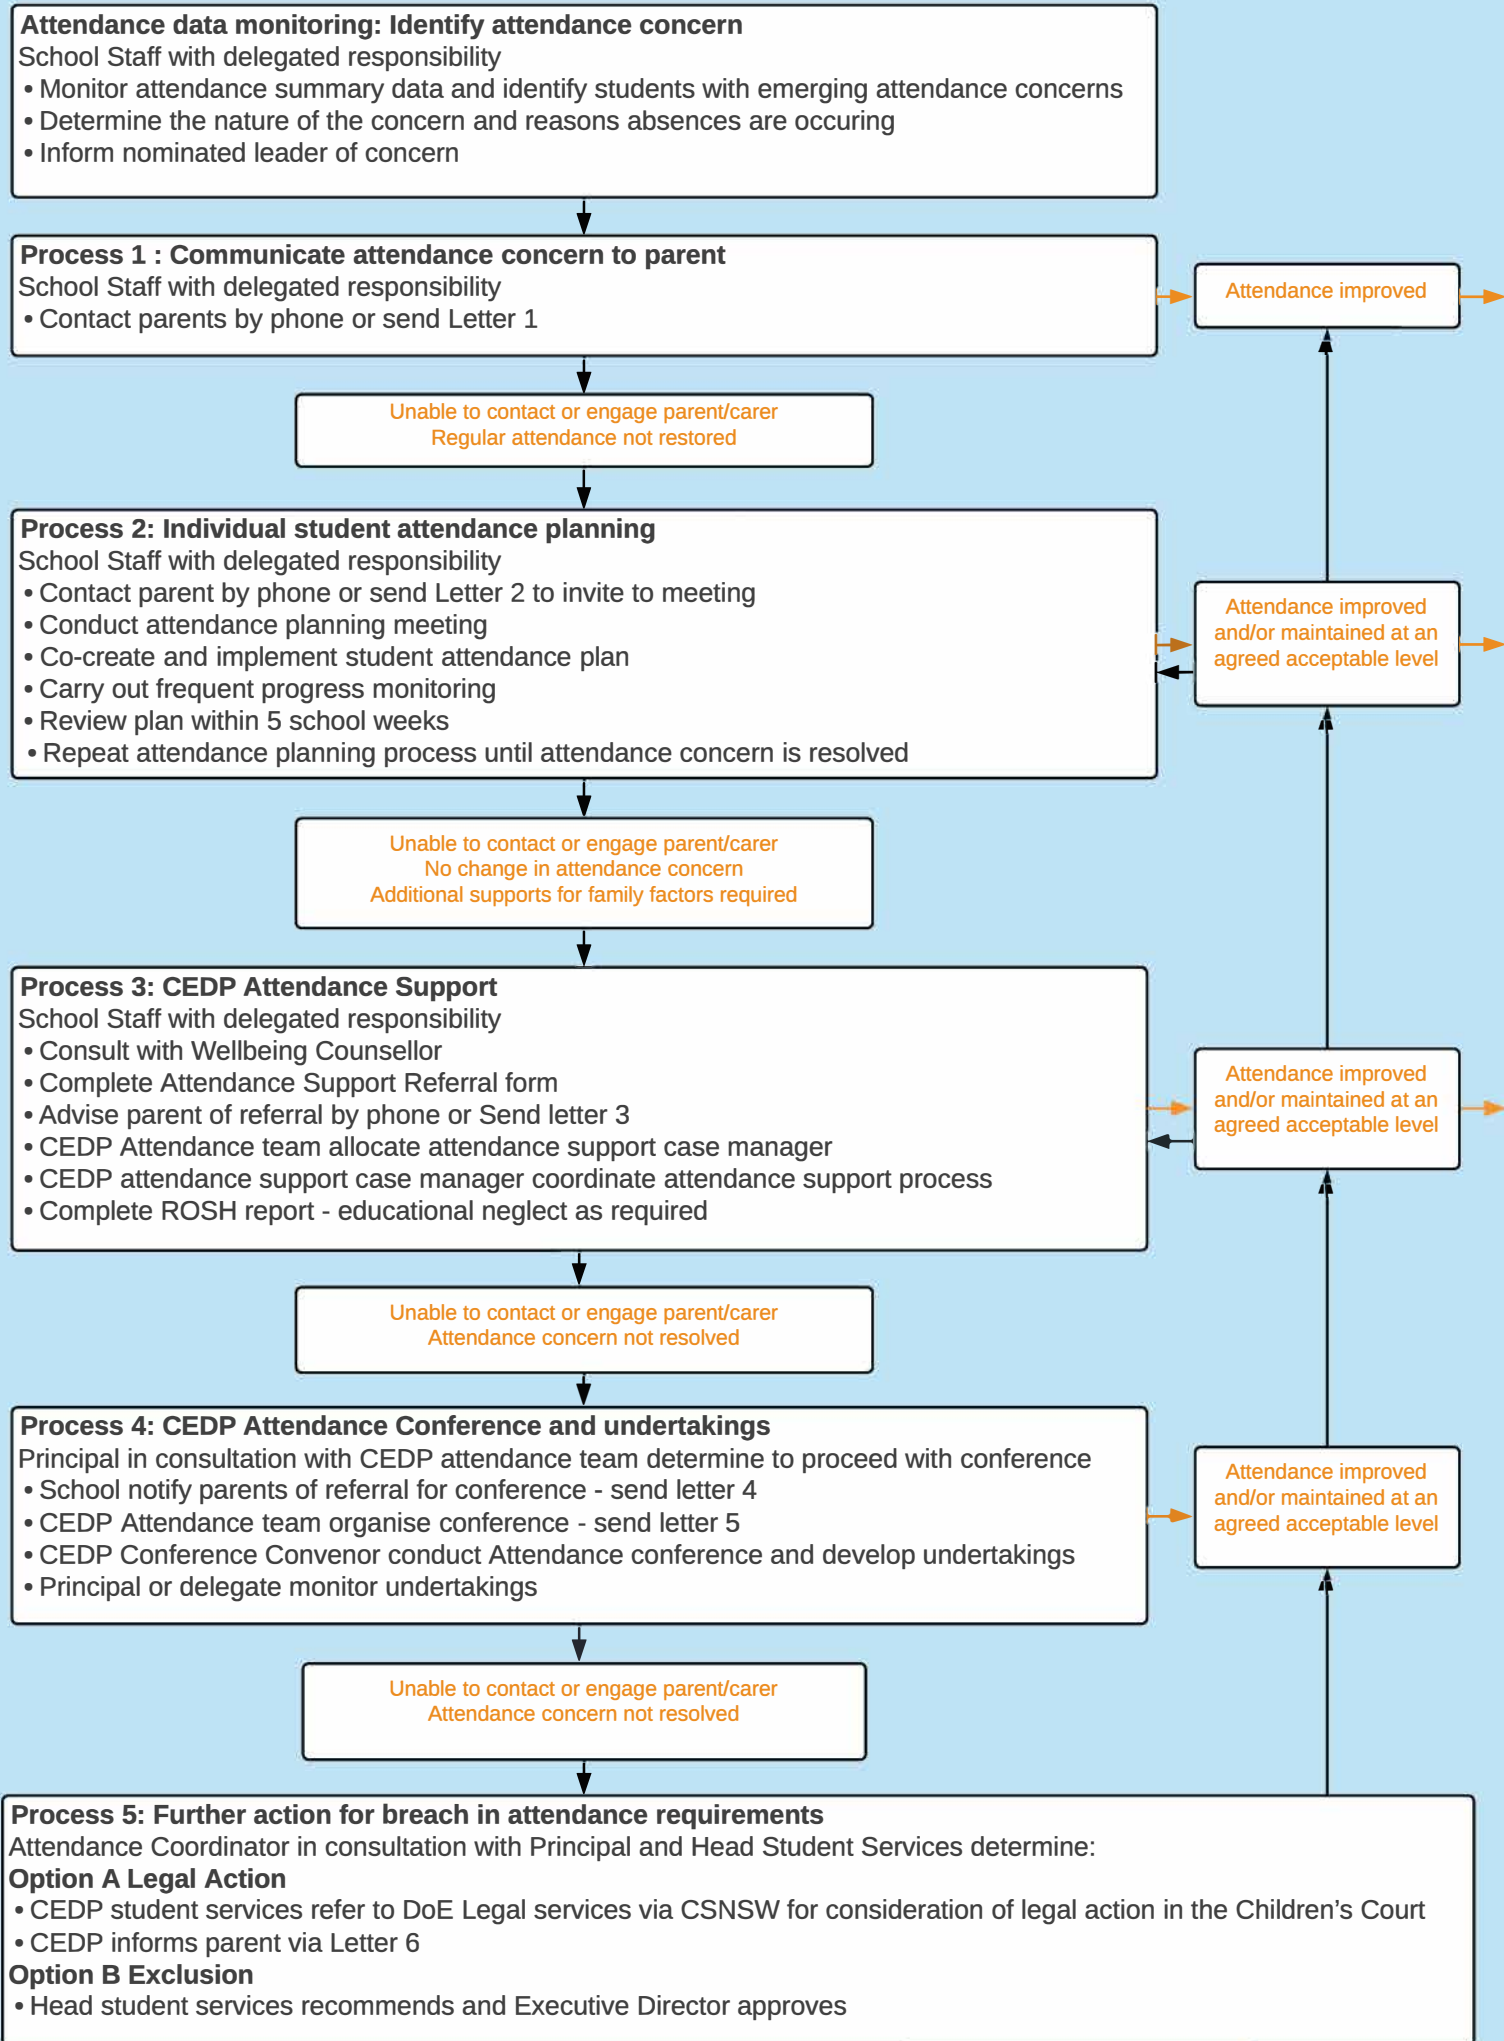 Attendance data monitoring: Identify attendance concern
School Staff with delegated responsibility
• Monitor attendance summary data and identify students with emerging attendance concerns
• Determine the nature of the concern and reasons absences are occuring
• Inform nominated leader of concern
Process 1 : Communicate attendance concern to parent
School Staff with delegated responsibility
• Contact parents by phone or send Letter 1
Attendance improved
Unable to contact or engage parent/carer
Regular attendance not restored
Process 2: Individual student attendance planning
School Staff with delegated responsibility
• Contact parent by phone or send Letter 2 to invite to meeting
• Conduct attendance planning meeting
• Co-create and implement student attendance plan
• Carry out frequent progress monitoring
• Review plan within 5 school weeks
• Repeat attendance planning process until attendance concern is resolved
Attendance improved
and/or maintained at an
agreed acceptable level
Unable to contact or engage parent/carer
No change in attendance concern
Additional supports for family factors required
Process 3: CEDP Attendance Support
School Staff with delegated responsibility
• Consult with Wellbeing Counsellor
• Complete Attendance Support Referral form
• Advise parent of referral by phone or Send letter 3
• CEDP Attendance team allocate attendance support case manager
• CEDP attendance support case manager coordinate attendance support process
• Complete ROSH report - educational neglect as required
Attendance improved
and/or maintained at an
agreed acceptable level
Unable to contact or engage parent/carer
Attendance concern not resolved
Process 4: CEDP Attendance Conference and undertakings
Principal in consultation with CEDP attendance team determine to proceed with conference
• School notify parents of referral for conference - send letter 4
• CEDP Attendance team organise conference - send letter 5
• CEDP Conference Convenor conduct Attendance conference and develop undertakings
• Principal or delegate monitor undertakings
Attendance improved
and/or maintained at an
agreed acceptable level
Unable to contact or engage parent/carer
Attendance concern not resolved
Process 5: Further action for breach in attendance requirements
Attendance Coordinator in consultation with Principal and Head Student Services determine:
Option A Legal Action
• CEDP student services refer to DoE Legal services via CSNSW for consideration of legal action in the Children’s Court
• CEDP informs parent via Letter 6
Option B Exclusion
• Head student services recommends and Executive Director approves